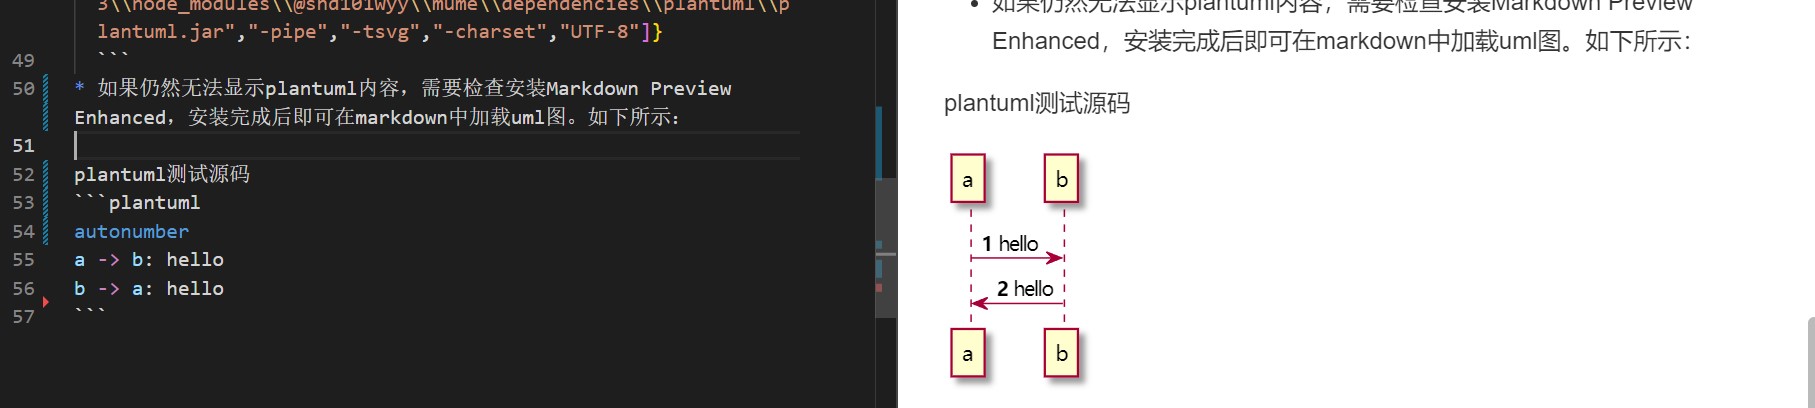 3\\node_modules\\@shd101wyy\\mume\\dependencies\\plantuml\\p
lantuml.jar","-pipe","-tsvg","-charset","UTF-8"]}
49 ```
50 * 如果仍然无法显示plantuml内容，需要检查安装Markdown Preview
Enhanced，安装完成后即可在markdown中加载uml图。如下所示：
51
52 plantuml测试源码
53 ```plantuml
54 autonumber
55 a -> b: hello
56 b -> a: hello
57 ```
• 如果仍然无法显示plantuml内容，需要检查安装Markdown Preview
Enhanced，安装完成后即可在markdown中加载uml图。如下所示：
plantuml测试源码
a b
1 hello
2 hello
a b